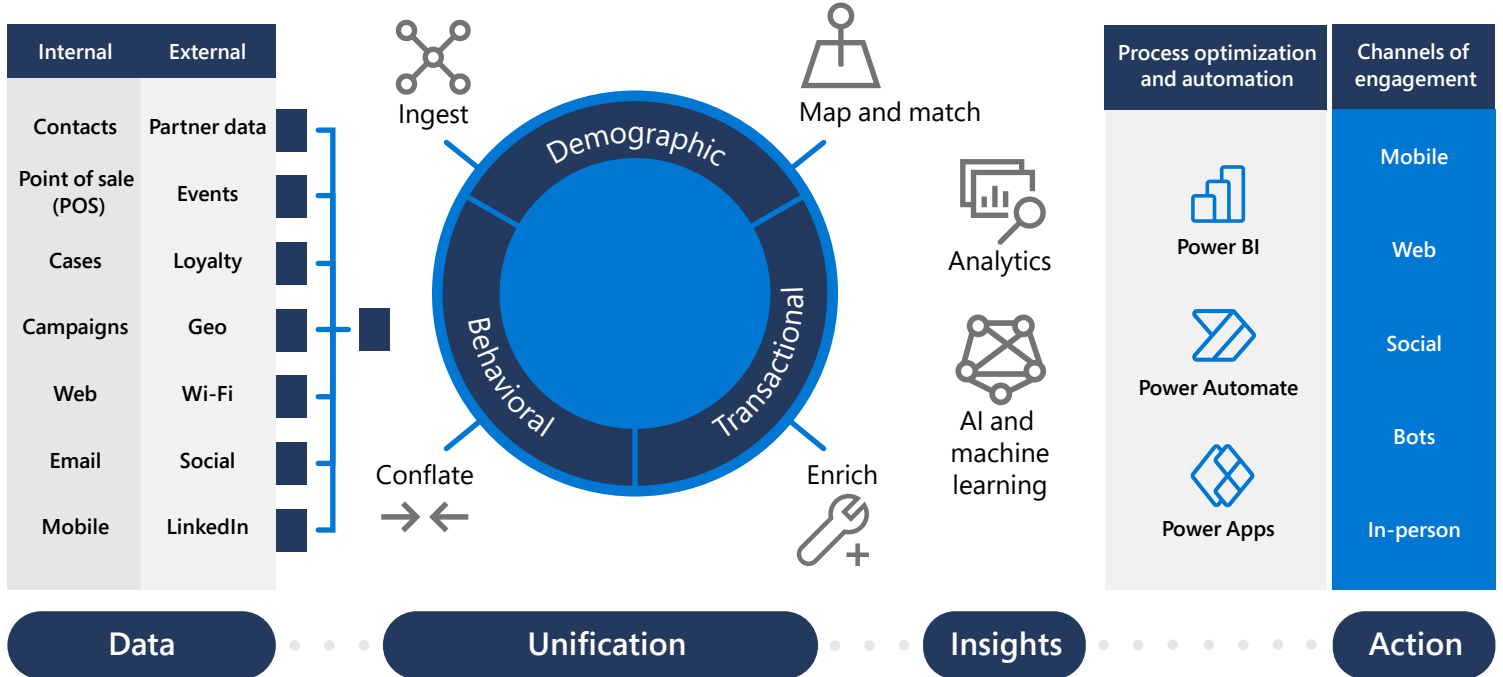 Internal
External
Contacts
Partner data
Point of sale
(POS)
Events
Cases
Loyalty
Campaigns
Geo
Web
Wi-Fi
Email
Social
Mobile
LinkedIn
Ingest
Map and match
Demographic
Behavioral
Transactional
Conflate
Enrich
Analytics
AI and
machine
learning
Process optimization
and automation
Power BI
Power Automate
Power Apps
Channels of
engagement
Mobile
Web
Social
Bots
In-person
Data
Unification
Insights
Action